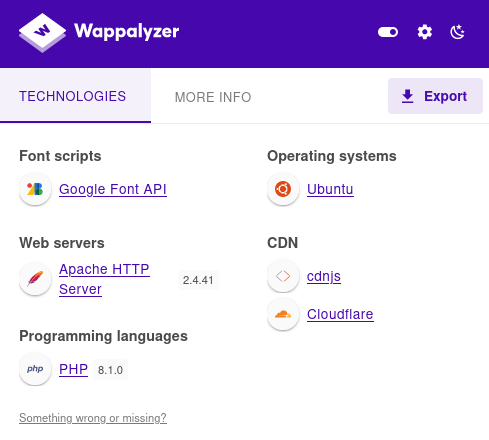 Wappalyzer
TECHNOLOGIES
MORE INFO
Export
Font scripts
Google Font API
Web servers
Apache HTTP
Server
2.4.41
Programming languages
php
PHP 8.1.0
Something wrong or missing?
Operating systems
Ubuntu
CDN
cdnjs
Cloudflare